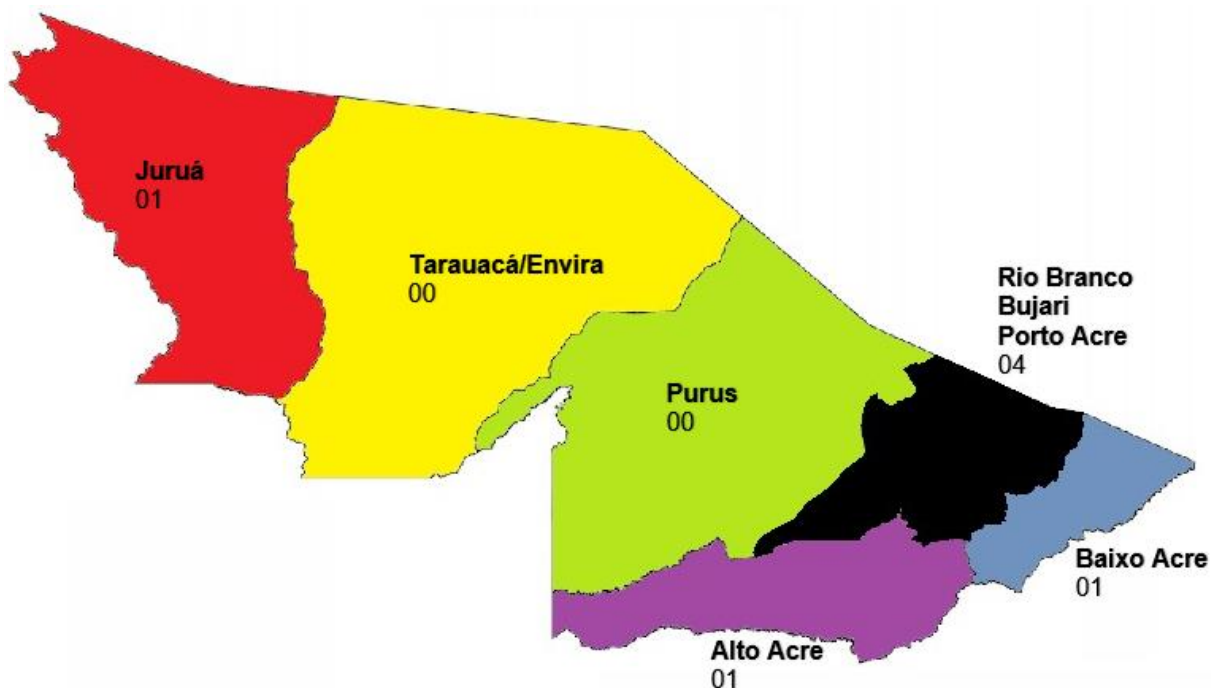 Juruá
01
Tarauacá/Envira
00
Rio Branco
Bujari
Porto Acre
04
Purus
00
Baixo Acre
01
Alto Acre
01